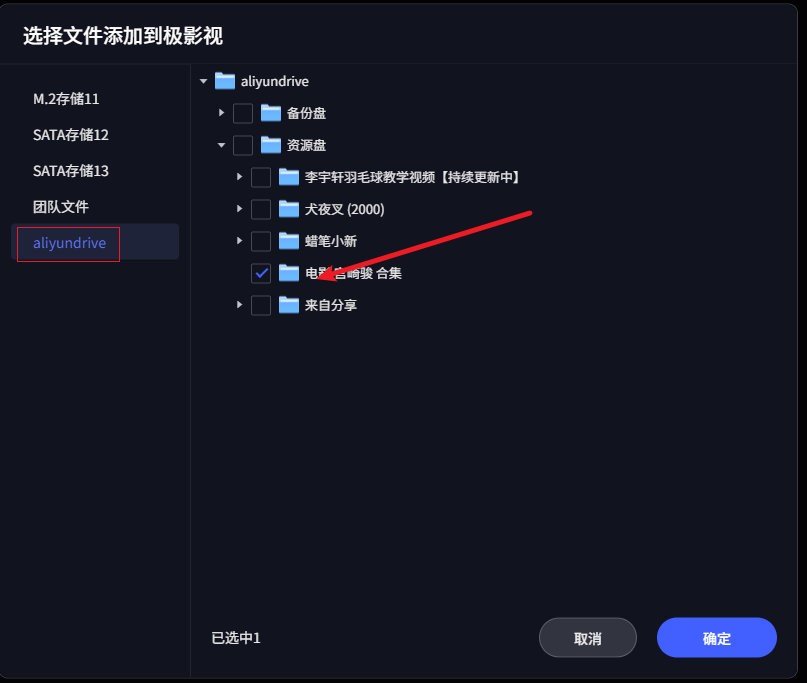 选择文件添加到极影视
M.2存储11
SATA存储12
SATA存储13
团队文件
aliyundrive
aliyundrive
备份盘
资源盘
李宇轩羽毛球教学视频【持续更新中】
犬夜叉 (2000)
蜡笔小新
电影 宫崎骏 合集
来自分享
已选中1
取消
确定